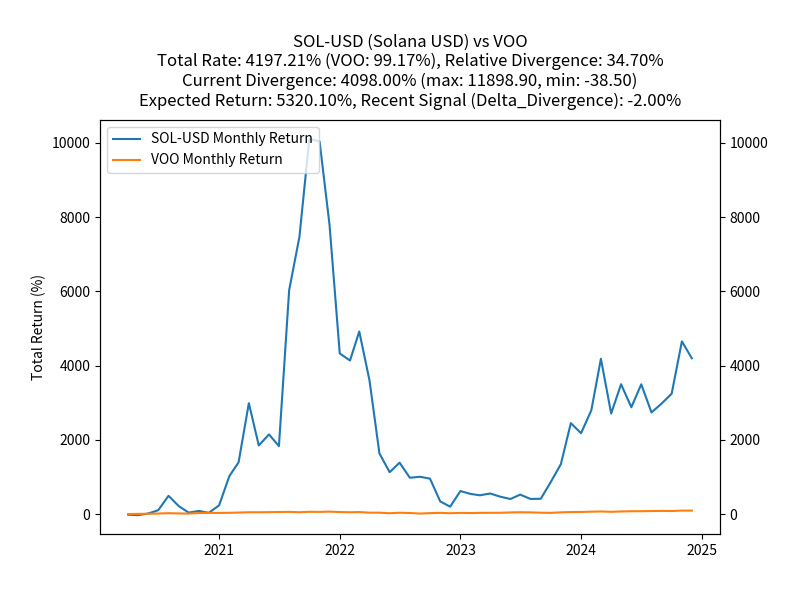 SOL-USD (Solana USD) vs VOO
Total Rate: 4197.21% (VOO: 99.17%), Relative Divergence: 34.70%
Current Divergence: 4098.00% (max: 11898.90, min: -38.50)
Expected Return: 5320.10%, Recent Signal (Delta_Divergence): -2.00%
SOL-USD Monthly Return
VOO Monthly Return
Total Return (%)
10000
8000
6000
4000
2000
0
10000
8000
6000
4000
2000
0
2021
2022
2023
2024
2025